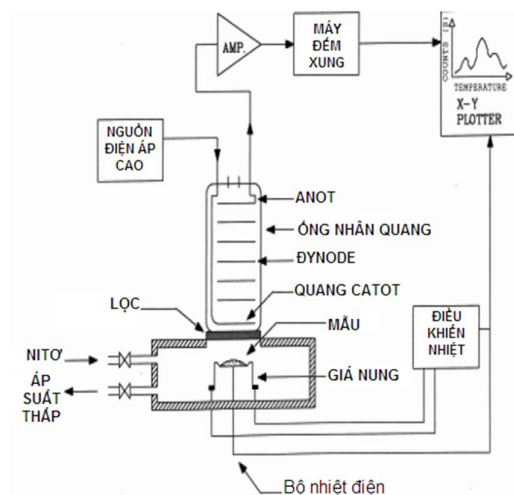 AMP.
MÁY
ĐẾM
XUNG
COUNTS (S)
TEMPERATURE
X-Y
PLOTTER
NGUỒN
ĐIỆN ÁP
CAO
ANOT
ỐNG NHÂN QUANG
ĐYNODE
QUANG CATOT
LỌC
MẪU
ĐIỀU
KHIỂN
NHIỆT
NITƠ
ÁP
SUẤT
THẤP
GIÁ NUNG
Bộ nhiệt điện